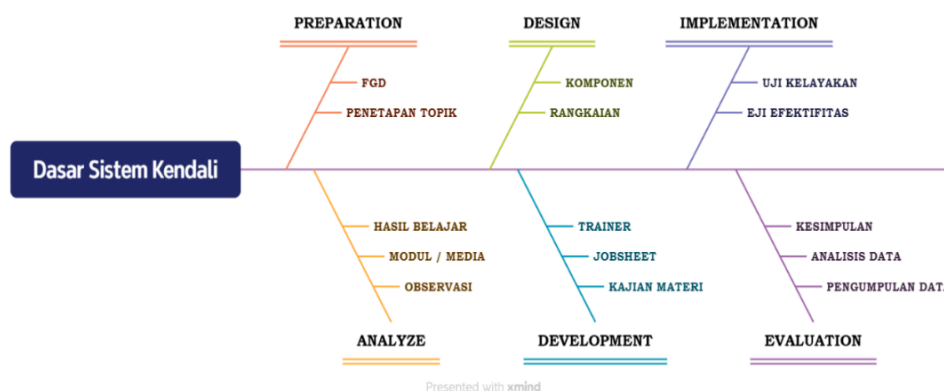 PREPARATION
DESIGN
IMPLEMENTATION
FGD
KOMPONEN
UJI KELAYAKAN
PENETAPAN TOPIK
RANGKAIAN
EJI EFEKTIFITAS
Dasar Sistem Kendali
HASIL BELAJAR
TRAINER
KESIMPULAN
MODUL / MEDIA
JOBSHEET
ANALISIS DATA
OBSERVASI
KAJIAN MATERI
PENGUMPULAN DATA
ANALYZE
DEVELOPMENT
EVALUATION
Presented with xmind